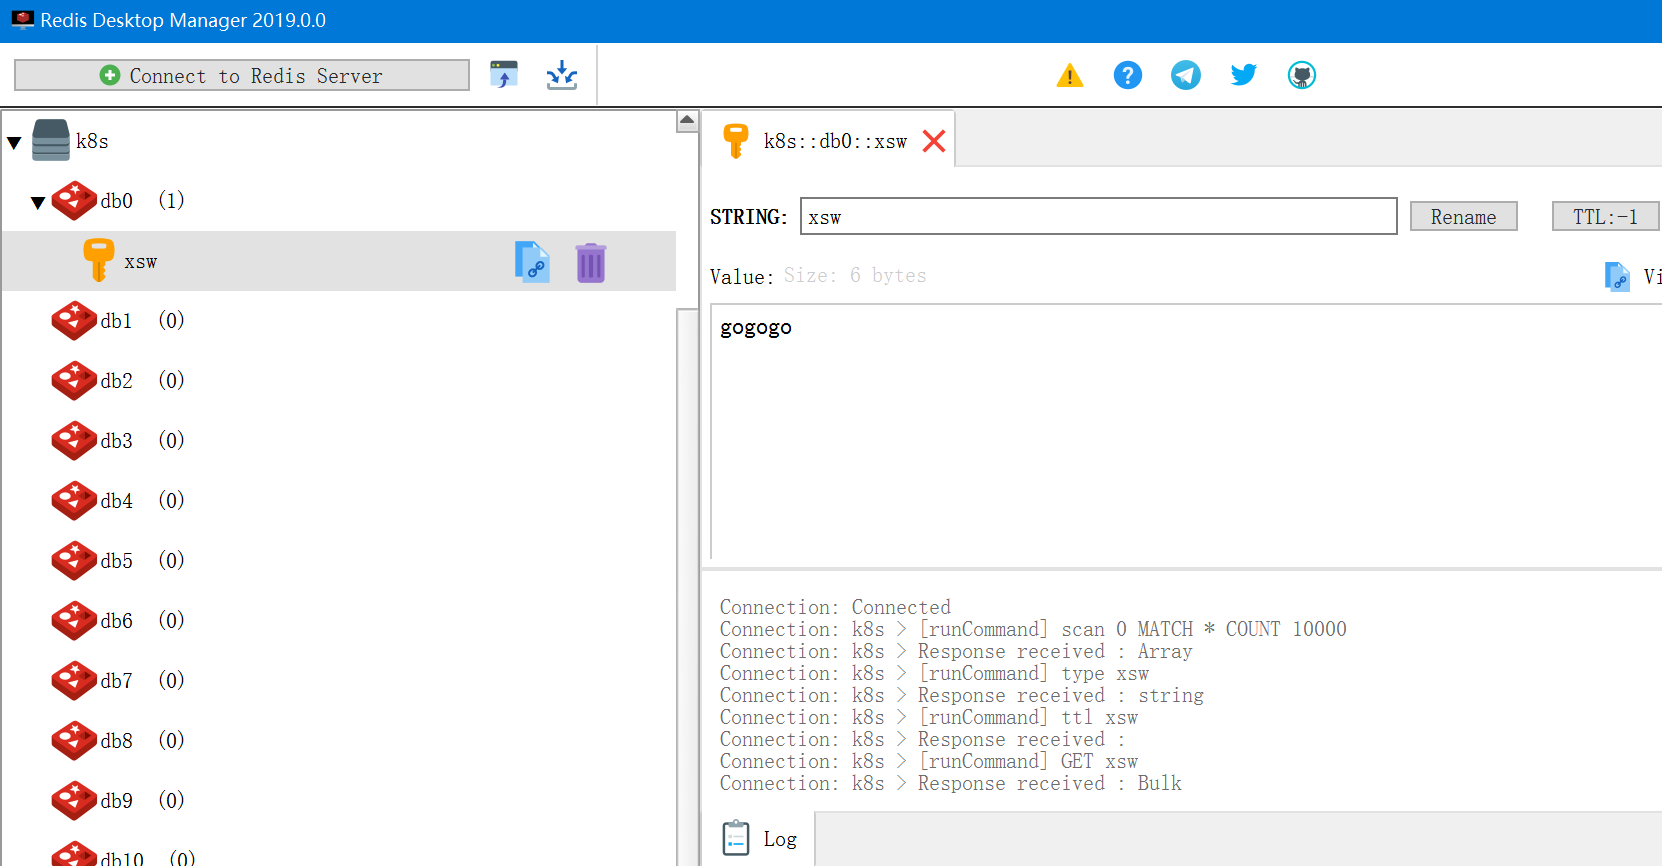 Redis Desktop Manager 2019.0.0
Connect to Redis Server
k8s
db0 (1)
xsw
db1 (0)
db2 (0)
db3 (0)
db4 (0)
db5 (0)
db6 (0)
db7 (0)
db8 (0)
db9 (0)
db10 (0)
k8s::db0::xsw
STRING: xsw Rename TTL:-1
Value: Size: 6 bytes Vi
gogogo
Connection: Connected
Connection: k8s > [runCommand] scan 0 MATCH * COUNT 10000
Connection: k8s > Response received : Array
Connection: k8s > [runCommand] type xsw
Connection: k8s > Response received : string
Connection: k8s > [runCommand] ttl xsw
Connection: k8s > Response received :
Connection: k8s > [runCommand] GET xsw
Connection: k8s > Response received : Bulk
Log